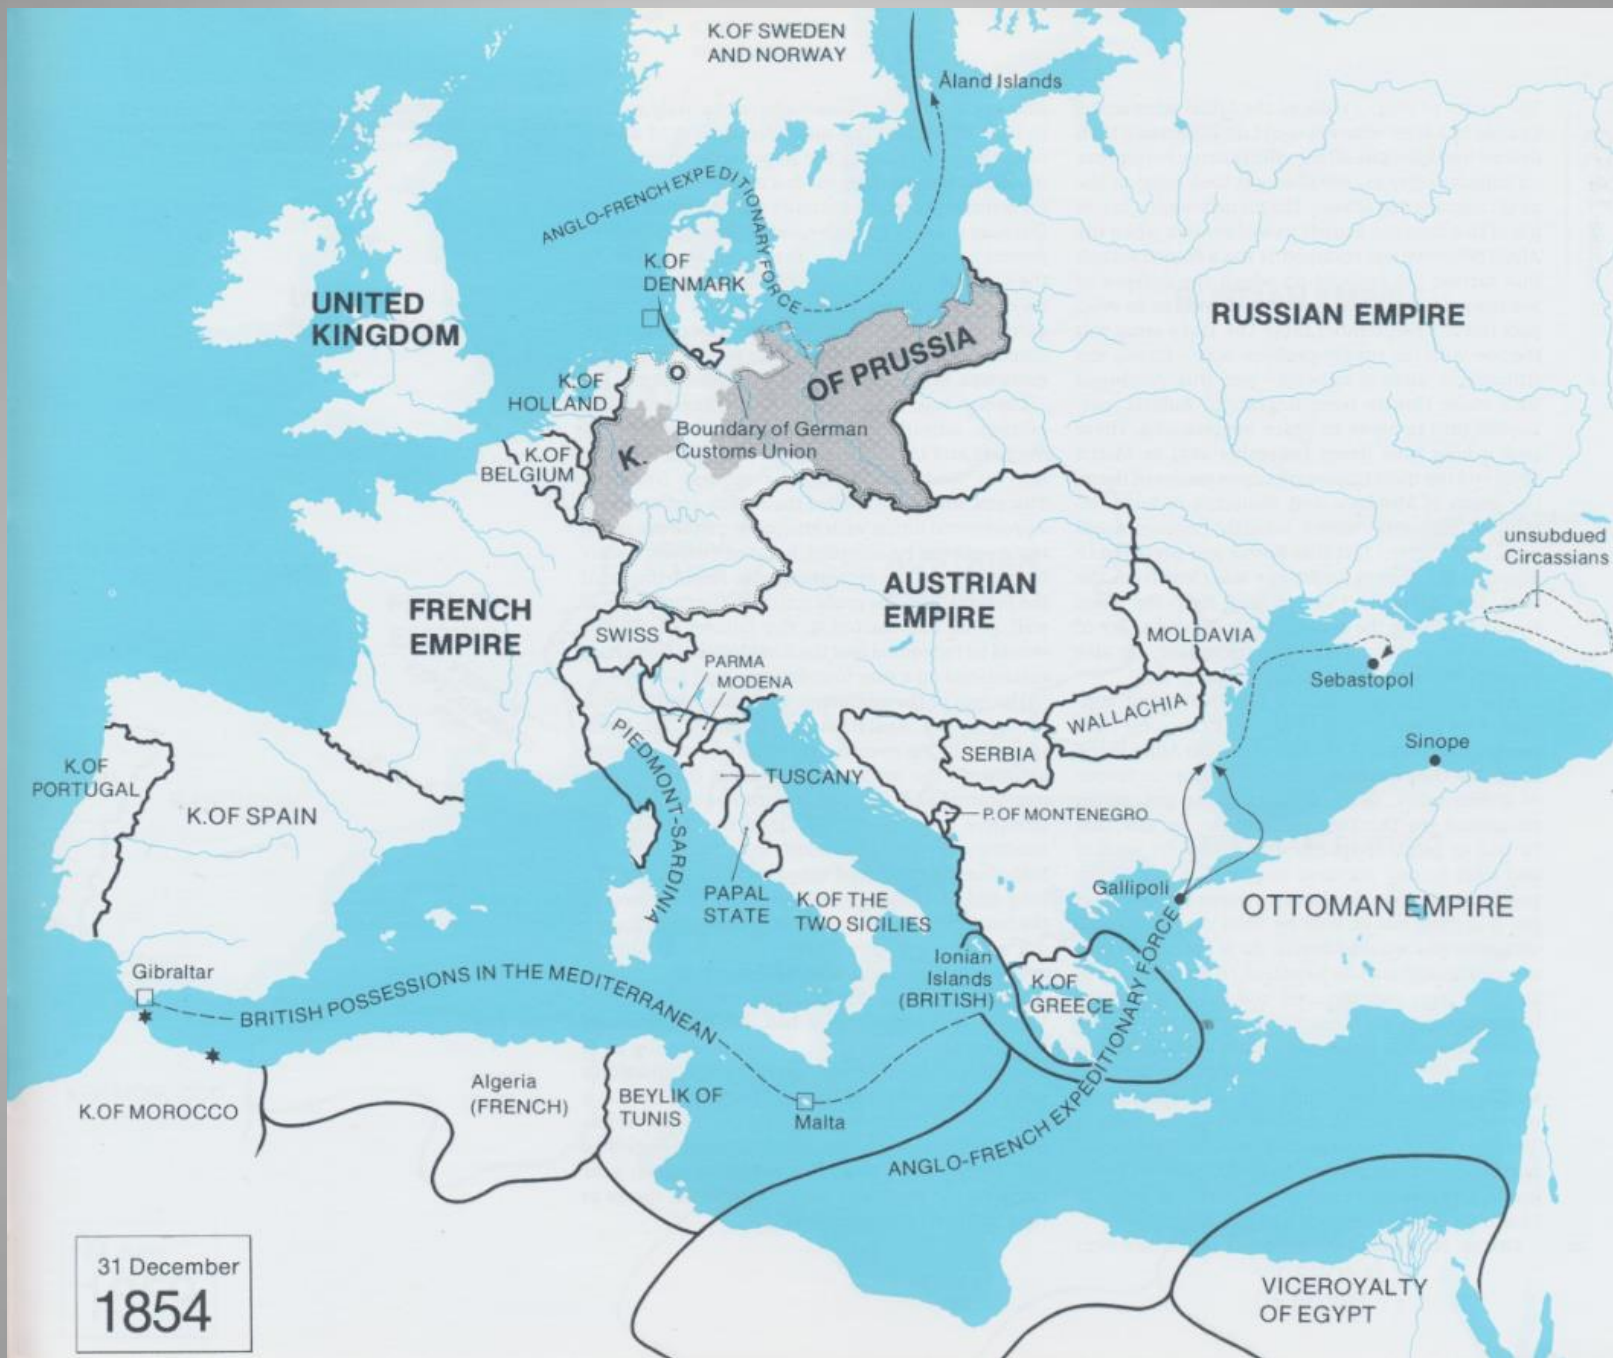 K. OF SWEDEN
AND NORWAY
Åland Islands
ANGLO-FRENCH EXPEDITIONARY FORCE
K. OF
DENMARK
UNITED
KINGDOM
RUSSIAN EMPIRE
K. OF PRUSSIA
K. OF
HOLLAND
Boundary of German
Customs Union
K. OF
BELGIUM
unsubdued
Circassians
FRENCH
EMPIRE
AUSTRIAN
EMPIRE
SWISS
MOLDAVIA
PARMA
MODENA
Sebastopol
WALLACHIA
PIEDMONT-SARDINIA
SERBIA
Sinope
K. OF
PORTUGAL
TUSCANY
K. OF SPAIN
P. OF MONTENEGRO
PAPAL
STATE
K. OF THE
TWO SICILIES
Gallipoli
OTTOMAN EMPIRE
Gibraltar
Ionian
Islands
(BRITISH)
K. OF
GREECE
BRITISH POSSESSIONS IN THE MEDITERRANEAN
Algeria
(FRENCH)
BEYLIK OF
TUNIS
K. OF MOROCCO
Malta
ANGLO-FRENCH EXPEDITIONARY FORCE
31 December
1854
VICEROYALTY
OF EGYPT